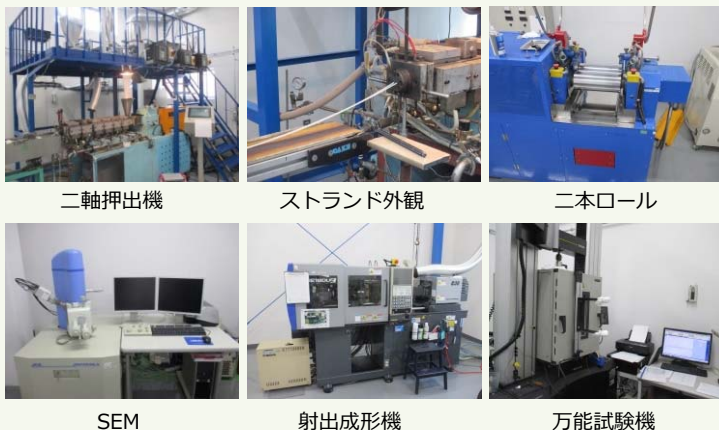 二軸押出機
ストランド外観
二本ロール
SEM
射出成形機
万能試験機